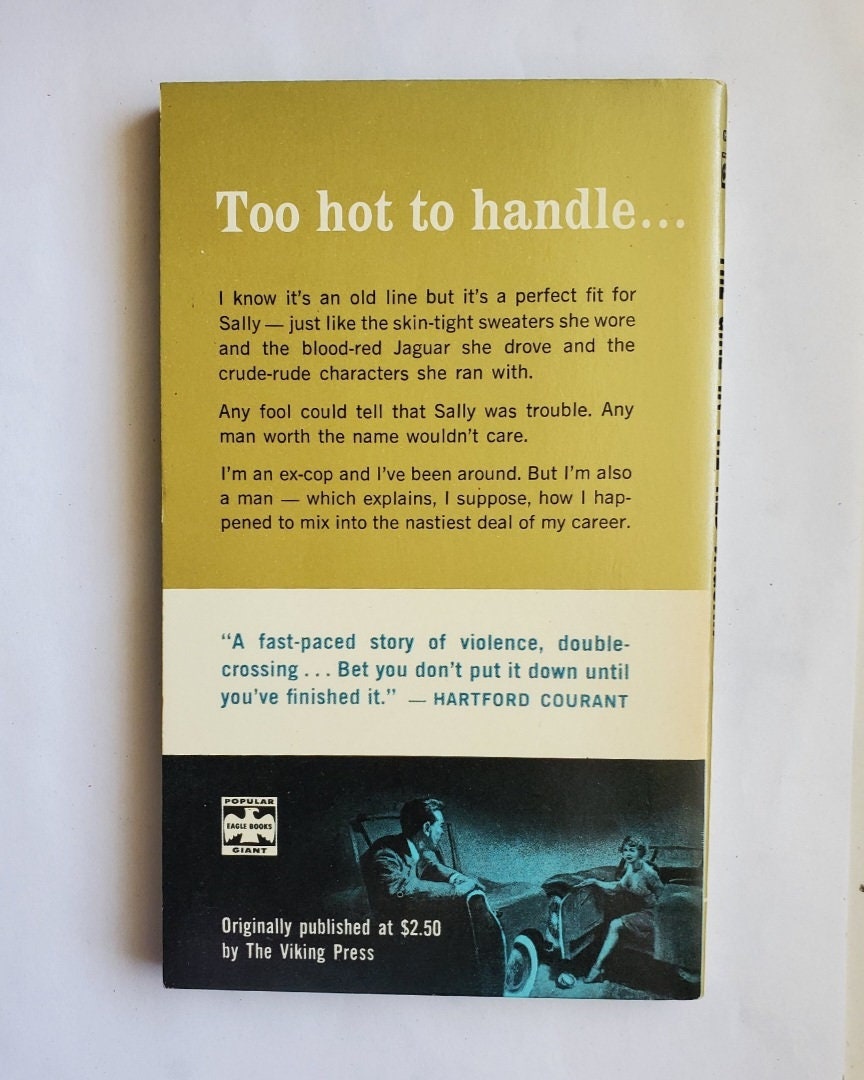 Too hot to handle...
I know it's an old line but it's a perfect fit for
Sally — just like the skin-tight sweaters she wore
and the blood-red Jaguar she drove and the
crude-rude characters she ran with.
Any fool could tell that Sally was trouble. Any
man worth the name wouldn't care.
I'm an ex-cop and I've been around. But I'm also
a man — which explains, I suppose, how I hap-
pened to mix into the nastiest deal of my career.
"A fast-paced story of violence, double-
crossing... Bet you don't put it down until
you've finished it." — HARTFORD COURANT
POPULAR
EAGLE BOOKS
GIANT
Originally published at $2.50
by The Viking Press